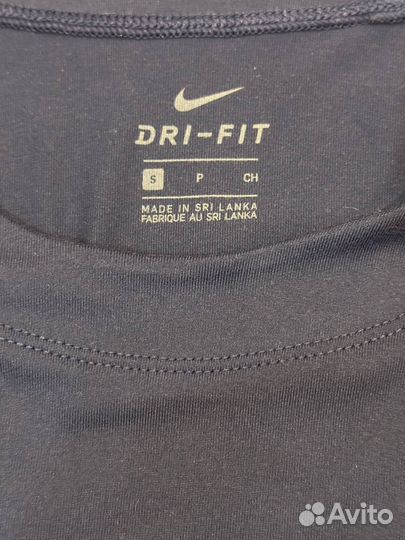 DRI-FIT
S P CH
MADE IN SRI LANKA
FABRIQUE AU SRI LANKA
Avito